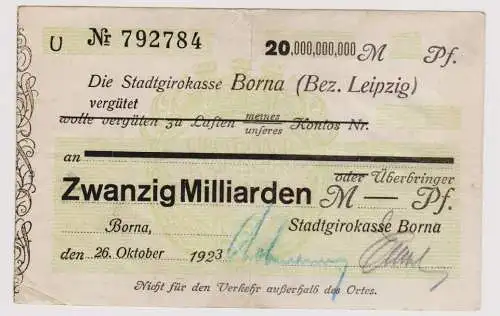 U № 792784 20,000,000,000 M Pf.
Die Stadtgirokasse Borna (Bez. Leipzig)
vergütet
wolle vergüten zu Lasten meines unseres Kontos Nr.
an oder Überbringer
Zwanzig Milliarden M — Pf.
Borna, Stadtgirokasse Borna
den 26. Oktober 1923
Nicht für den Verkehr außerhalb des Ortes.